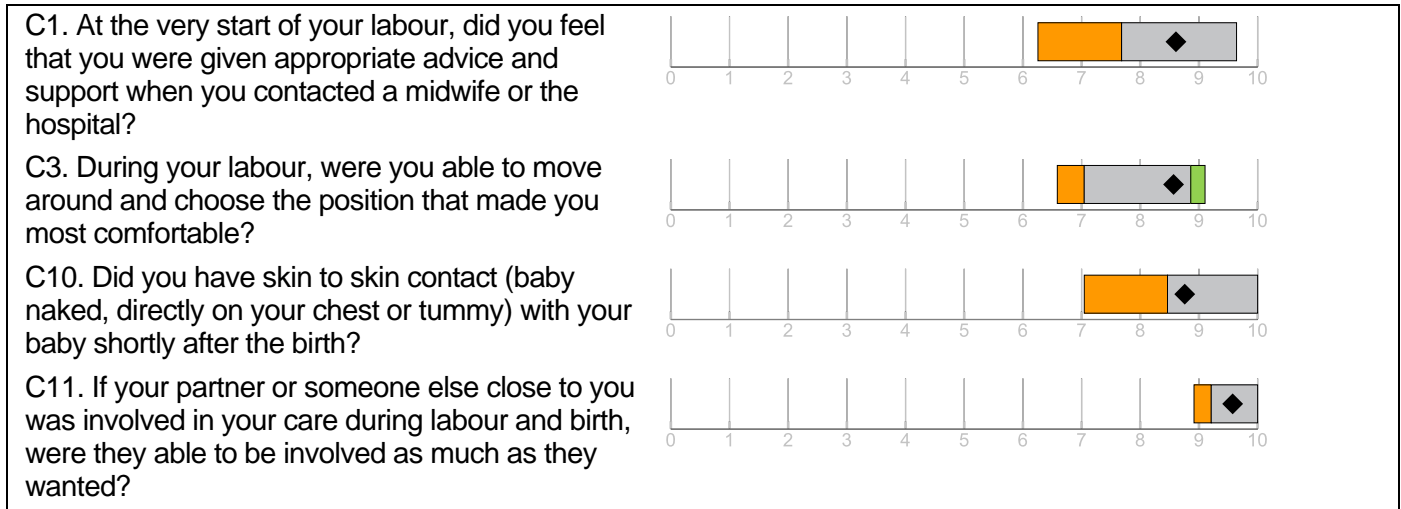 C1. At the very start of your labour, did you feel
that you were given appropriate advice and
support when you contacted a midwife or the
hospital?
0 1 2 3 4 5 6 7 8 9 10
C3. During your labour, were you able to move
around and choose the position that made you
most comfortable?
0 1 2 3 4 5 6 7 8 9 10
C10. Did you have skin to skin contact (baby
naked, directly on your chest or tummy) with your
baby shortly after the birth?
0 1 2 3 4 5 6 7 8 9 10
C11. If your partner or someone else close to you
was involved in your care during labour and birth,
were they able to be involved as much as they
wanted?
0 1 2 3 4 5 6 7 8 9 10